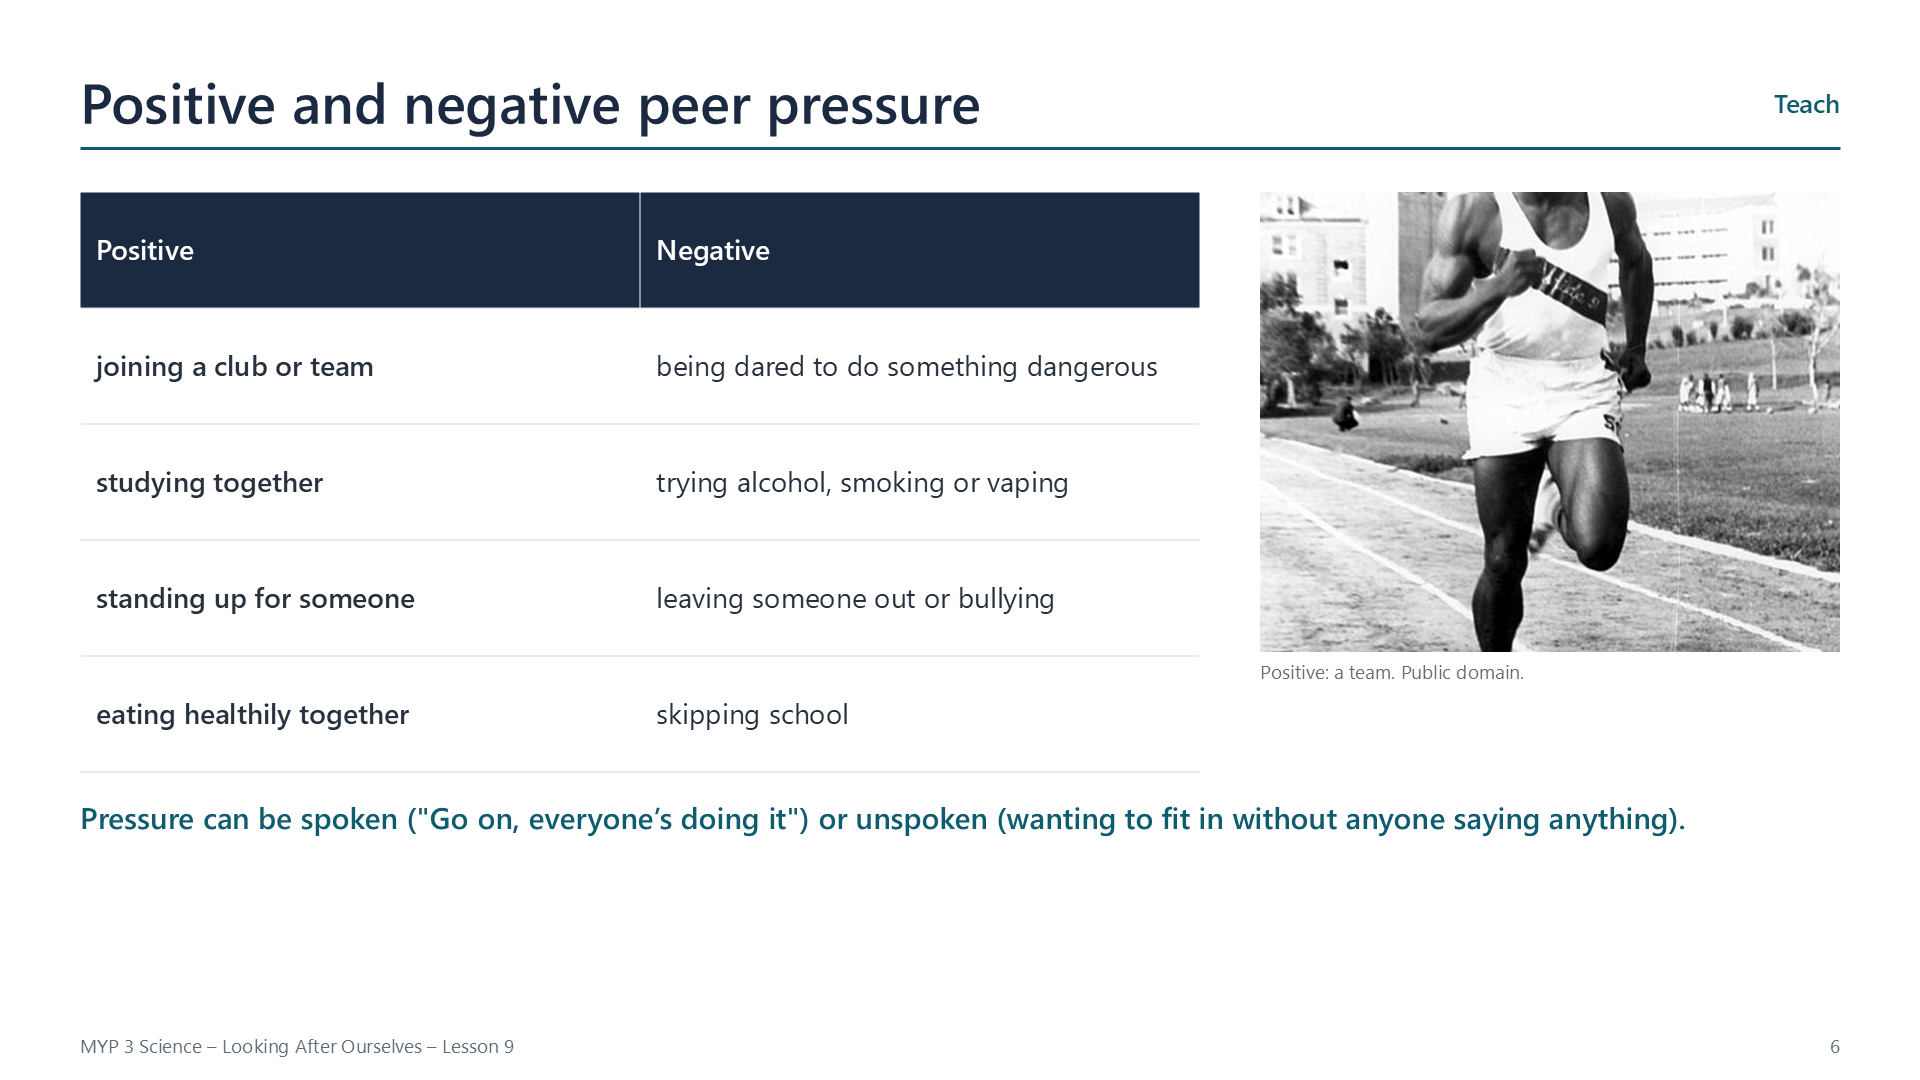 Positive and negative peer pressure
Teach
Positive
Negative
joining a club or team
being dared to do something dangerous
studying together
trying alcohol, smoking or vaping
standing up for someone
leaving someone out or bullying
eating healthily together
skipping school
Positive: a team. Public domain.
Pressure can be spoken ("Go on, everyone’s doing it") or unspoken (wanting to fit in without anyone saying anything).
MYP 3 Science – Looking After Ourselves – Lesson 9
6